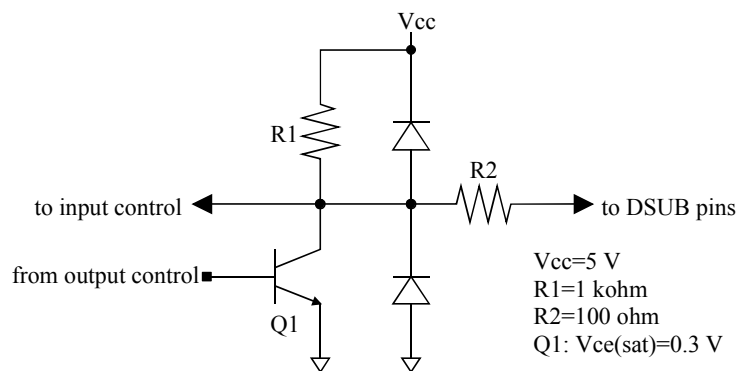 Vcc
R1
R2
to input control
to DSUB pins
from output control
Q1
Vcc=5 V
R1=1 kohm
R2=100 ohm
Q1: Vce(sat)=0.3 V